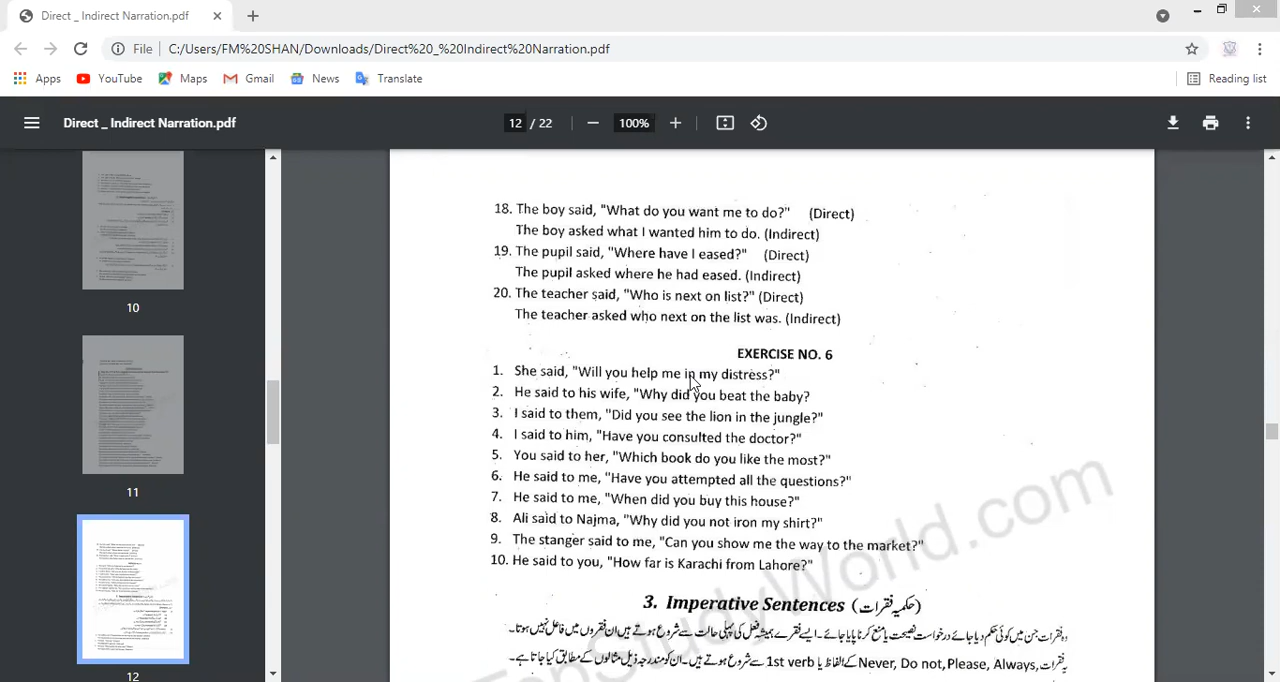 Direct _ Indirect Narration.pdf
File C:/Users/FM%20SHAN/Downloads/Direct%20_%20Indirect%20Narration.pdf
Apps YouTube Maps Gmail News Translate Reading list
Direct _ Indirect Narration.pdf 12 / 22 100%
10
11
12
18. The boy said, "What do you want me to do?" (Direct)
The boy asked what I wanted him to do. (Indirect)
19. The said, "Where have I eased?" (Direct)
The asked where he had eased. (Indirect)
20. The teacher said, "Who is next on list?" (Direct)
The teacher asked who next on the list was. (Indirect)
EXERCISE NO. 6
1. She said, "Will you help me in my distress?"
2. He said to his wife, "Why did you beat the baby?
3. I said to them, "Did you see the lion in the jungle?"
4. I said to him, "Have you consulted the doctor?"
5. You said to her, "Which book do you like the most?"
6. He said to me, "Have you attempted all the questions?"
7. He said to me, "When did you buy this house?"
8. Ali said to Najma, "Why did you not iron my shirt?"
9. The said to me, "Can you show me the the market?"
10. He said to you, "How far is Karachi from
3. Imperative Sentences (حکمیہ فقرات)
1st verb سے شروع ہوتے ہیں۔ Never, Do not, Please, Always,
.com